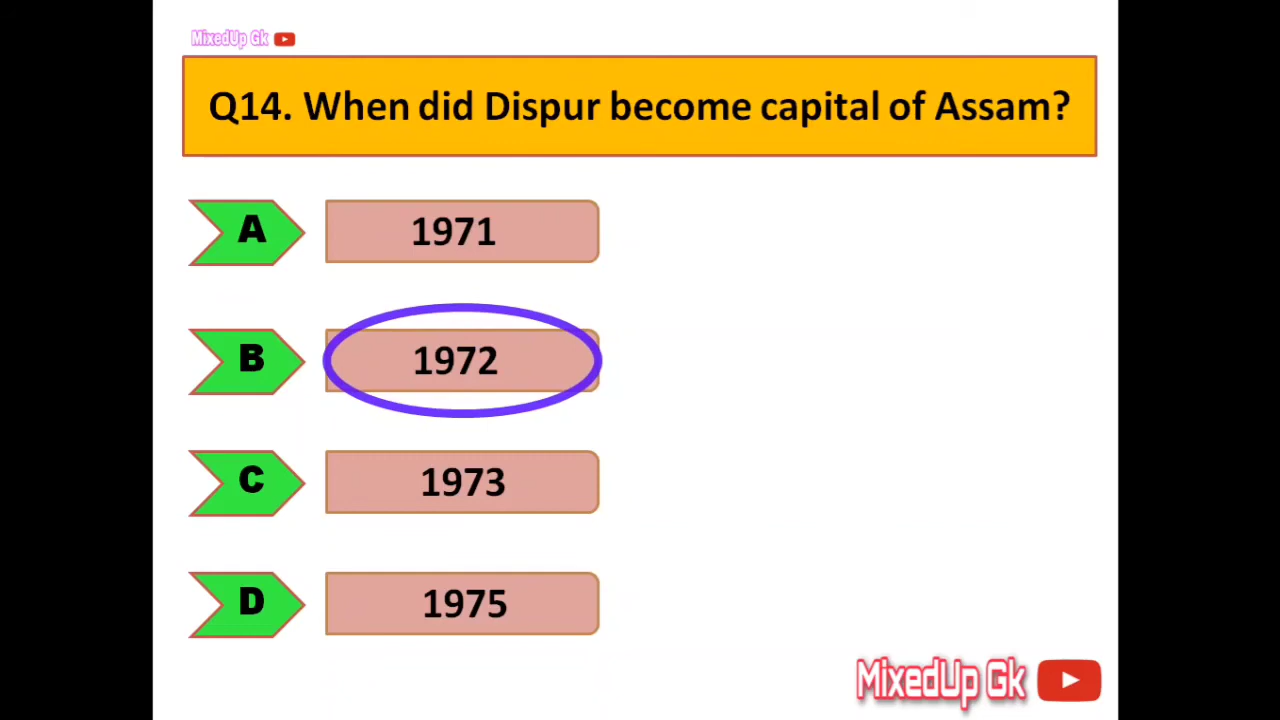 MixedUp Gk
Q14. When did Dispur become capital of Assam?
A 1971
B 1972
C 1973
D 1975
MixedUp Gk